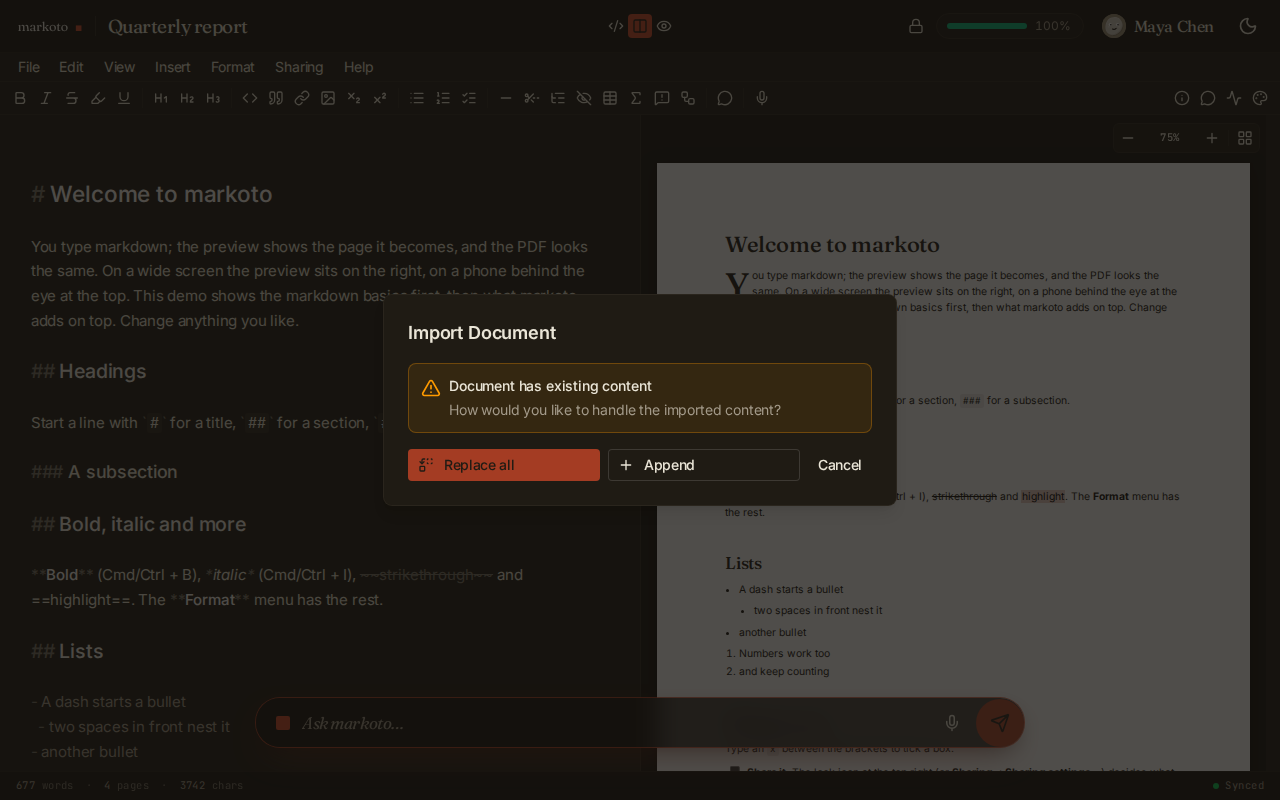 markoto
Quarterly report
100%
Maya Chen
File Edit View Insert Format Sharing Help
H1 H2 H3
75%
# Welcome to markoto
You type markdown; the preview shows the page it becomes, and the PDF looks
the same. On a wide screen the preview sits on the right, on a phone behind the
eye at the top. This demo shows the markdown basics first, then what markoto
adds on top. Change anything you like.
## Headings
Start a line with `#` for a title, `##` for a section, `
### A subsection
## Bold, italic and more
**Bold** (Cmd/Ctrl + B), *italic* (Cmd/Ctrl + I), ~~strikethrough~~ and
==highlight==. The **Format** menu has the rest.
## Lists
- A dash starts a bullet
- two spaces in front nest it
- another bullet
Welcome to markoto
You type markdown; the preview shows the page it becomes, and the PDF looks the
same. On a wide screen the preview sits on the right, on a phone behind the eye at the
basics first, then what markoto adds on top. Change
or a section, ### for a subsection.
+ I), strikethrough and highlight. The Format menu has
the rest.
Lists
• A dash starts a bullet
• two spaces in front nest it
• another bullet
1. Numbers work too
2. and keep counting
Type an x between the brackets to tick a box.
Import Document
Document has existing content
How would you like to handle the imported content?
Replace all
Append
Cancel
Ask markoto...
677 words · 4 pages · 3742 chars
Synced